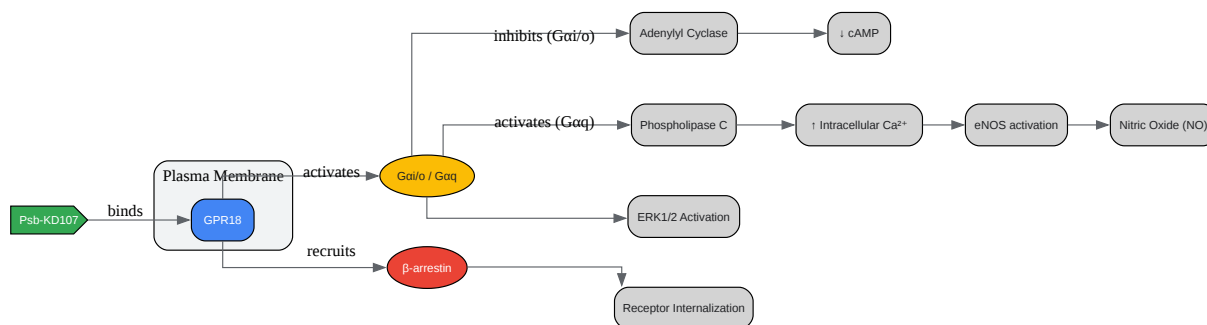 inhibits (Gαi/o)
Adenylyl Cyclase
↓ cAMP
activates (Gαq)
Phospholipase C
↑ Intracellular Ca²⁺
eNOS activation
Nitric Oxide (NO)
Plasma Membrane
activates
Gαi/o / Gαq
Psb-KD107
binds
GPR18
ERK1/2 Activation
recruits
β-arrestin
Receptor Internalization